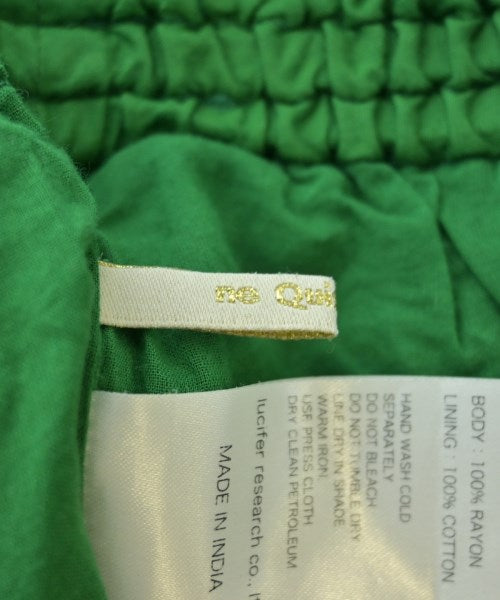 ne Qui
BODY : 100% RAYON
LINING : 100% COTTON
HAND WASH COLD
SEPARATELY
DO NOT BLEACH
DO NOT TUMBLE DRY
LINE DRY IN SHADE
WARM IRON
USE PRESS CLOTH
DRY CLEAN PETROLEUM
lucifer research co., l
MADE IN INDIA